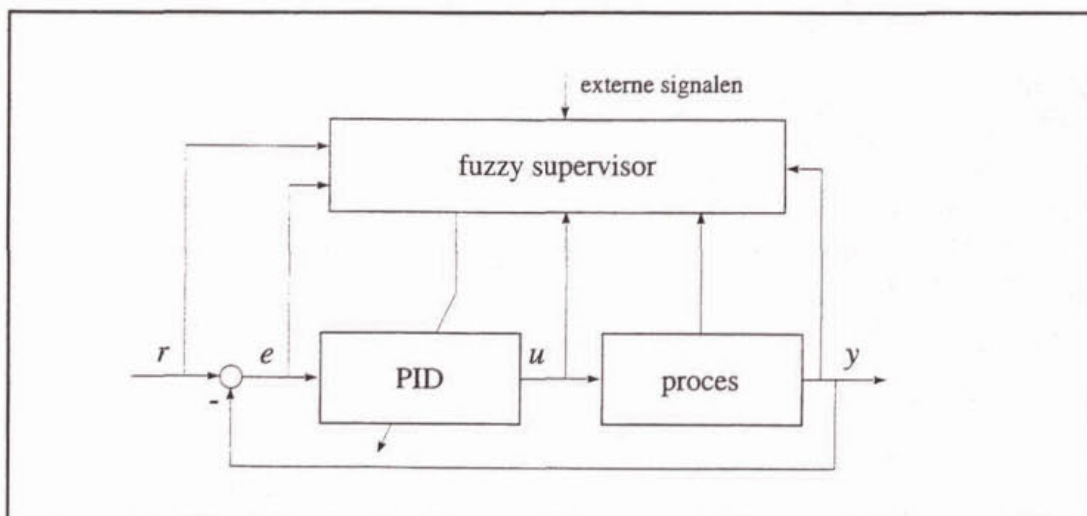 externe signalen
fuzzy supervisor
r
e
PID
u
proces
y
-